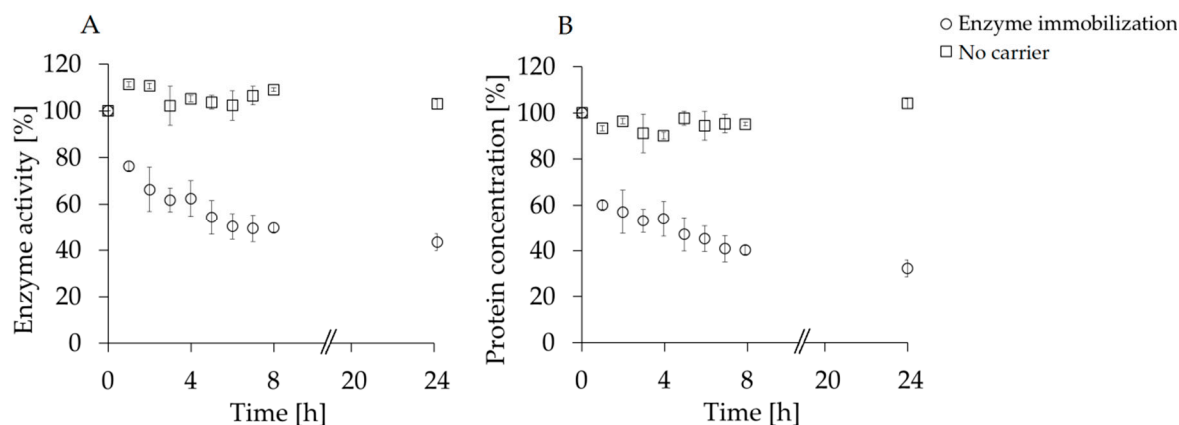 A
B
Enzyme immobilization
No carrier
Enzyme activity [%]
120
100
80
60
40
20
0
0 4 8 20 24
Time [h]
Protein concentration [%]
120
100
80
60
40
20
0
0 4 8 20 24
Time [h]